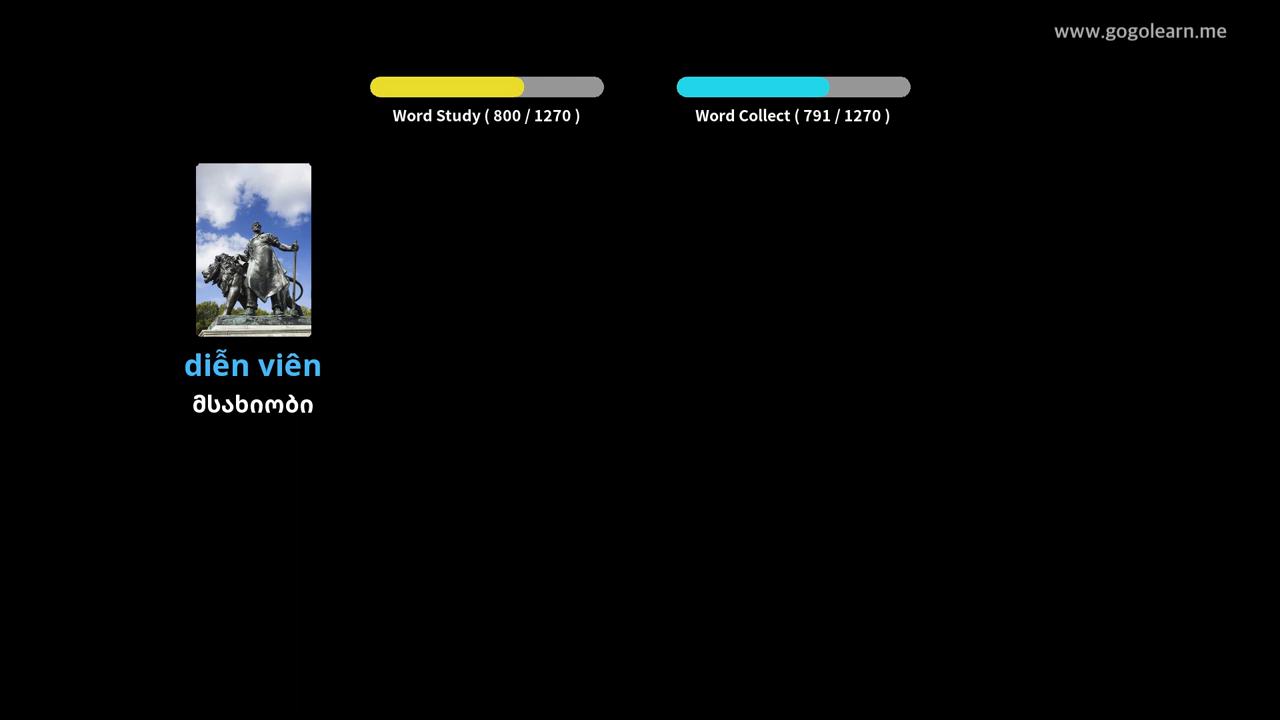 www.gogolearn.me
Word Study ( 800 / 1270 )
Word Collect ( 791 / 1270 )
diễn viên
მსახიობი